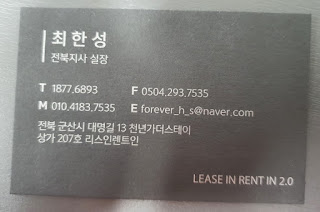 최한성
전북지사 실장
T 1877.6893 F 0504.293.7535
M 010.4183.7535 E forever_h_s@naver.com
전북 군산시 대명길 13 천년가더스테이
상가 207호 리스인렌트인
LEASE IN RENT IN 2.0